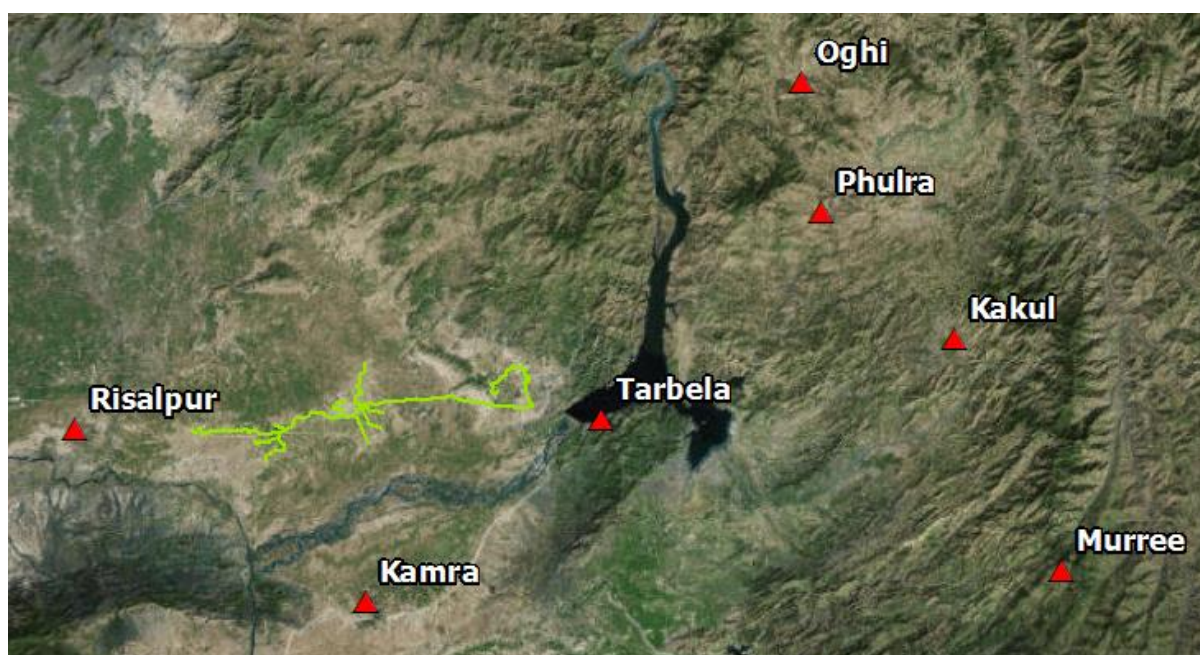 Oghi
Phulra
Kakul
Tarbela
Risalpur
Murree
Kamra